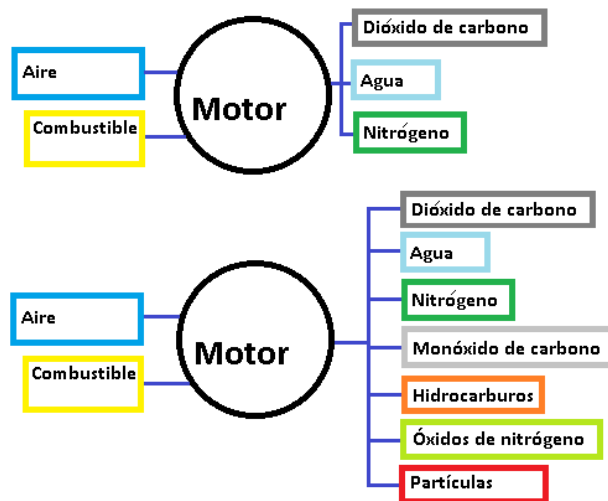 Dióxido de carbono
Aire
Agua
Motor
Combustible
Nitrógeno
Dióxido de carbono
Agua
Nitrógeno
Aire
Monóxido de carbono
Motor
Combustible
Hidrocarburos
Óxidos de nitrógeno
Partículas